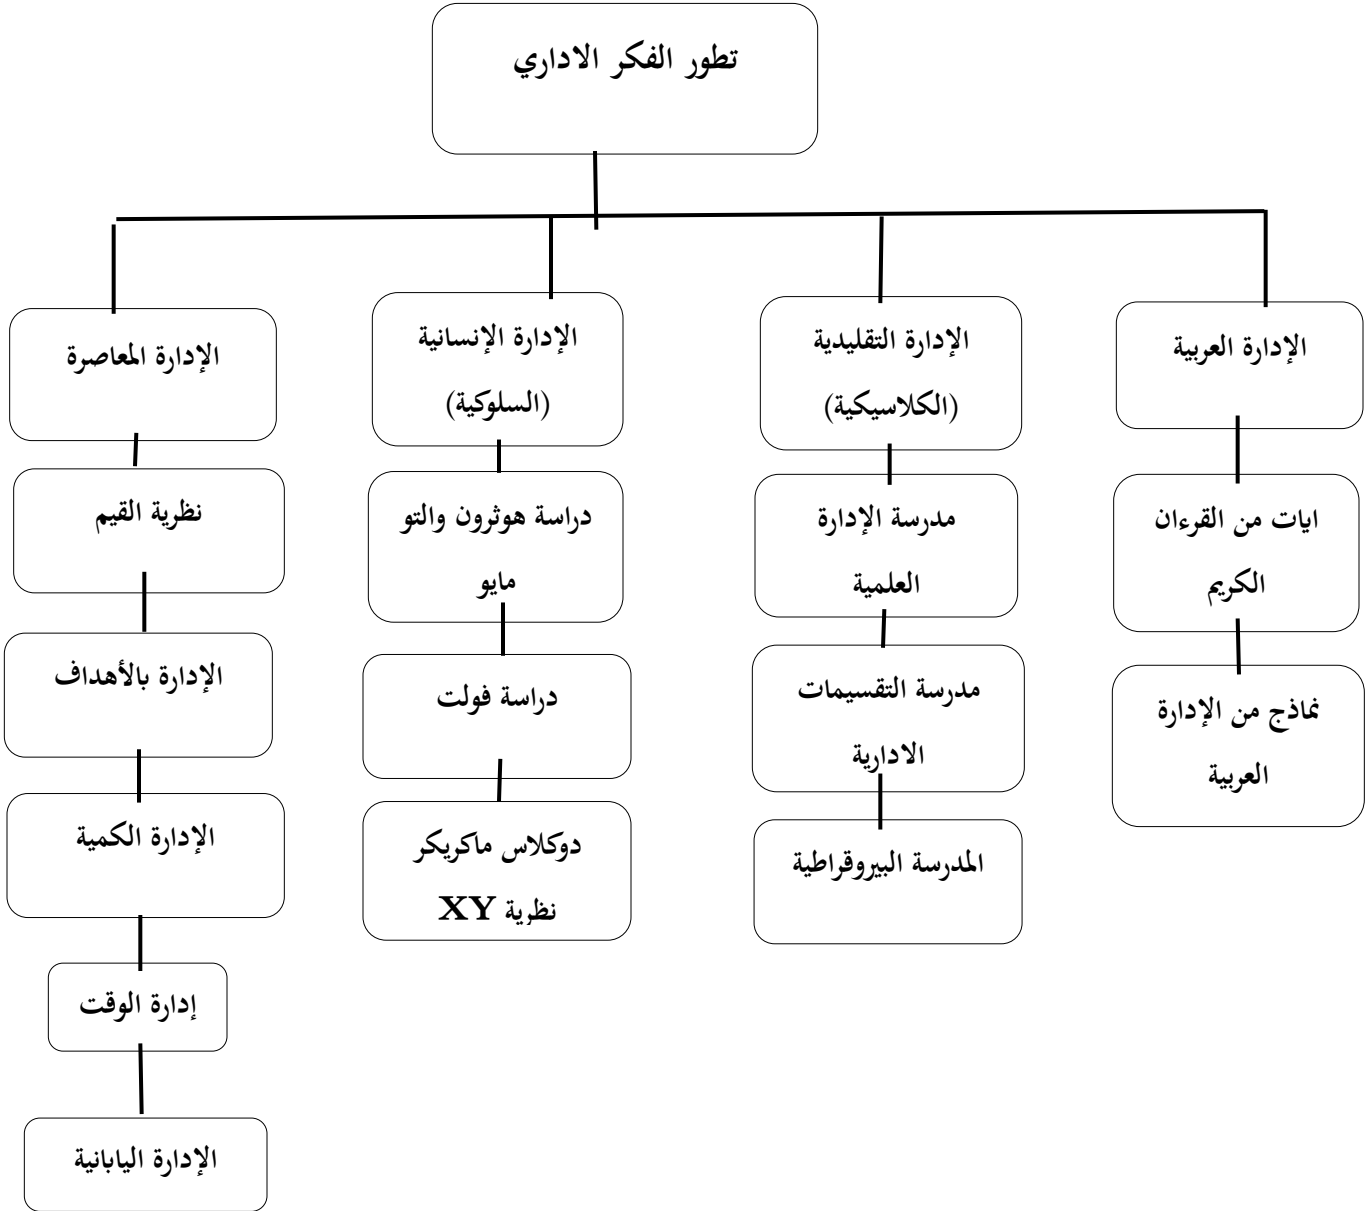 تطور الفكر الاداري
الإدارة العربية
ايات من القرءان
الكريم
نماذج من الإدارة
العربية
الإدارة التقليدية
(الكلاسيكية)
مدرسة الإدارة
العلمية
مدرسة التقسيمات
الادارية
المدرسة البيروقراطية
الإدارة الإنسانية
(السلوكية)
دراسة هوثرون والتو
مايو
دراسة فولت
دوكلاس ماكريكر
نظرية XY
الإدارة المعاصرة
نظرية القيم
الإدارة بالأهداف
الإدارة الكمية
إدارة الوقت
الإدارة اليابانية